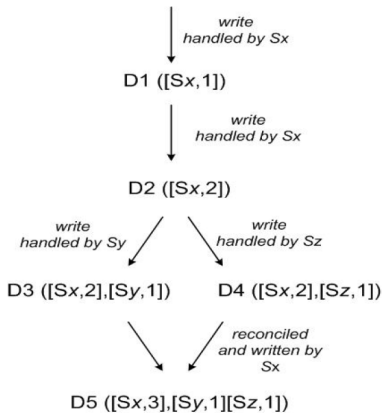 write
handled by Sx
D1 ([Sx,1])
write
handled by Sx
D2 ([Sx,2])
write
handled by Sy
write
handled by Sz
D3 ([Sx,2],[Sy,1])
D4 ([Sx,2],[Sz,1])
reconciled
and written by
Sx
D5 ([Sx,3],[Sy,1][Sz,1])